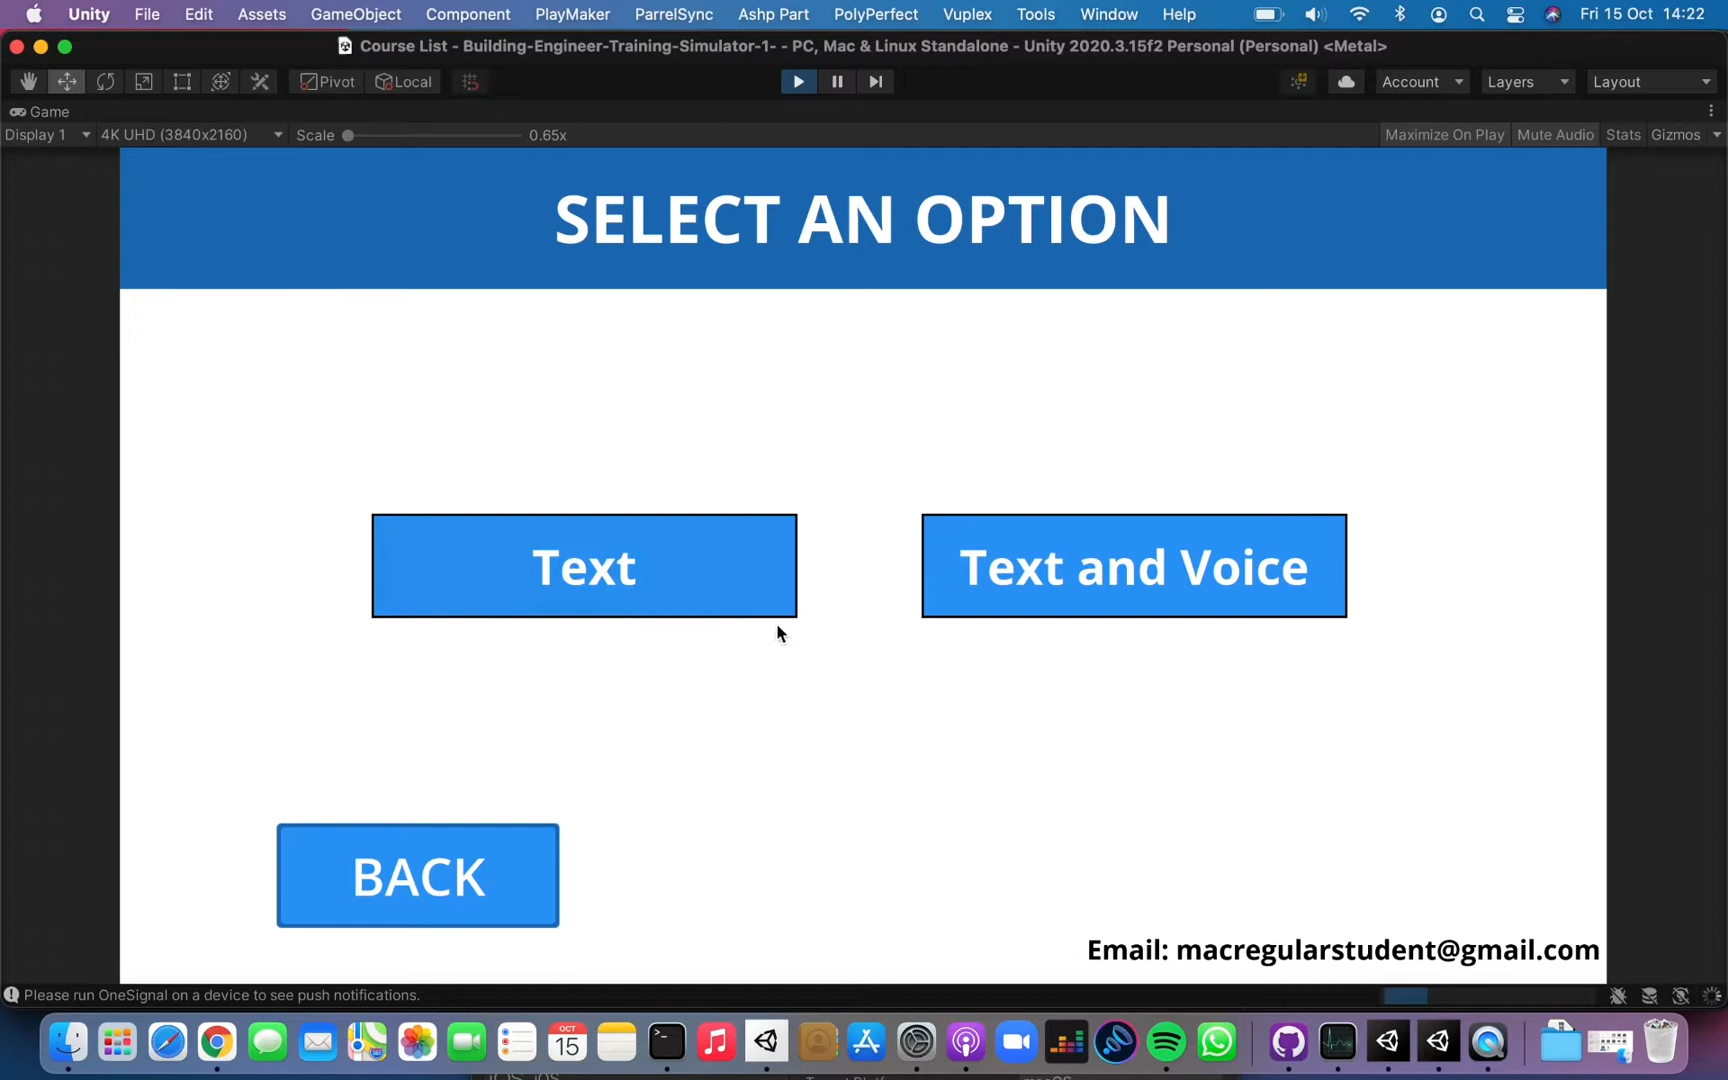 Unity File Edit Assets GameObject Component PlayMaker ParrelSync Ashp Part PolyPerfect Vuplex Tools Window Help Fri 15 Oct 14:22
Course List - Building-Engineer-Training-Simulator-1- - PC, Mac & Linux Standalone - Unity 2020.3.15f2 Personal (Personal) <Metal>
Pivot Local Account Layers Layout
Game
Display 1 4K UHD (3840x2160) Scale 0.65x Maximize On Play Mute Audio Stats Gizmos
SELECT AN OPTION
Text Text and Voice
BACK
Email: macregularstudent@gmail.com
Please run OneSignal on a device to see push notifications.
OCT
15